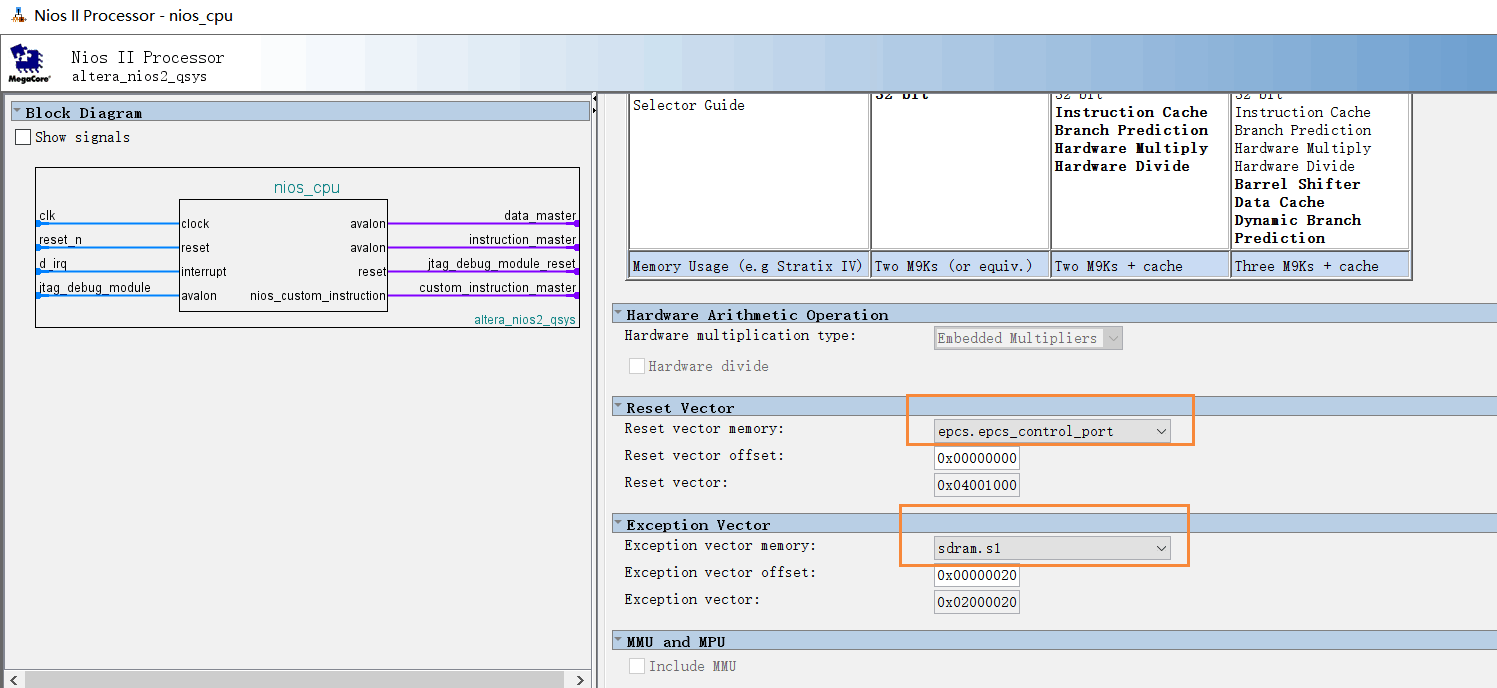 Nios II Processor - nios_cpu
MegaCore®
Nios II Processor
altera_nios2_qsys
Block Diagram
Show signals
nios_cpu
clk
clock
avalon
data_master
reset_n
reset
avalon
instruction_master
d_irq
interrupt
reset
jtag_debug_module_reset
jtag_debug_module
avalon
nios_custom_instruction
custom_instruction_master
altera_nios2_qsys
Selector Guide
32 bit
32 bit
Instruction Cache
Branch Prediction
Hardware Multiply
Hardware Divide
32 bit
Instruction Cache
Branch Prediction
Hardware Multiply
Hardware Divide
Barrel Shifter
Data Cache
Dynamic Branch
Prediction
Memory Usage (e.g Stratix IV)
Two M9Ks (or equiv.)
Two M9Ks + cache
Three M9Ks + cache
Hardware Arithmetic Operation
Hardware multiplication type:
Embedded Multipliers
Hardware divide
Reset Vector
Reset vector memory:
epcs.epcs_control_port
Reset vector offset:
0x00000000
Reset vector:
0x04001000
Exception Vector
Exception vector memory:
sdram.s1
Exception vector offset:
0x00000020
Exception vector:
0x02000020
MMU and MPU
Include MMU